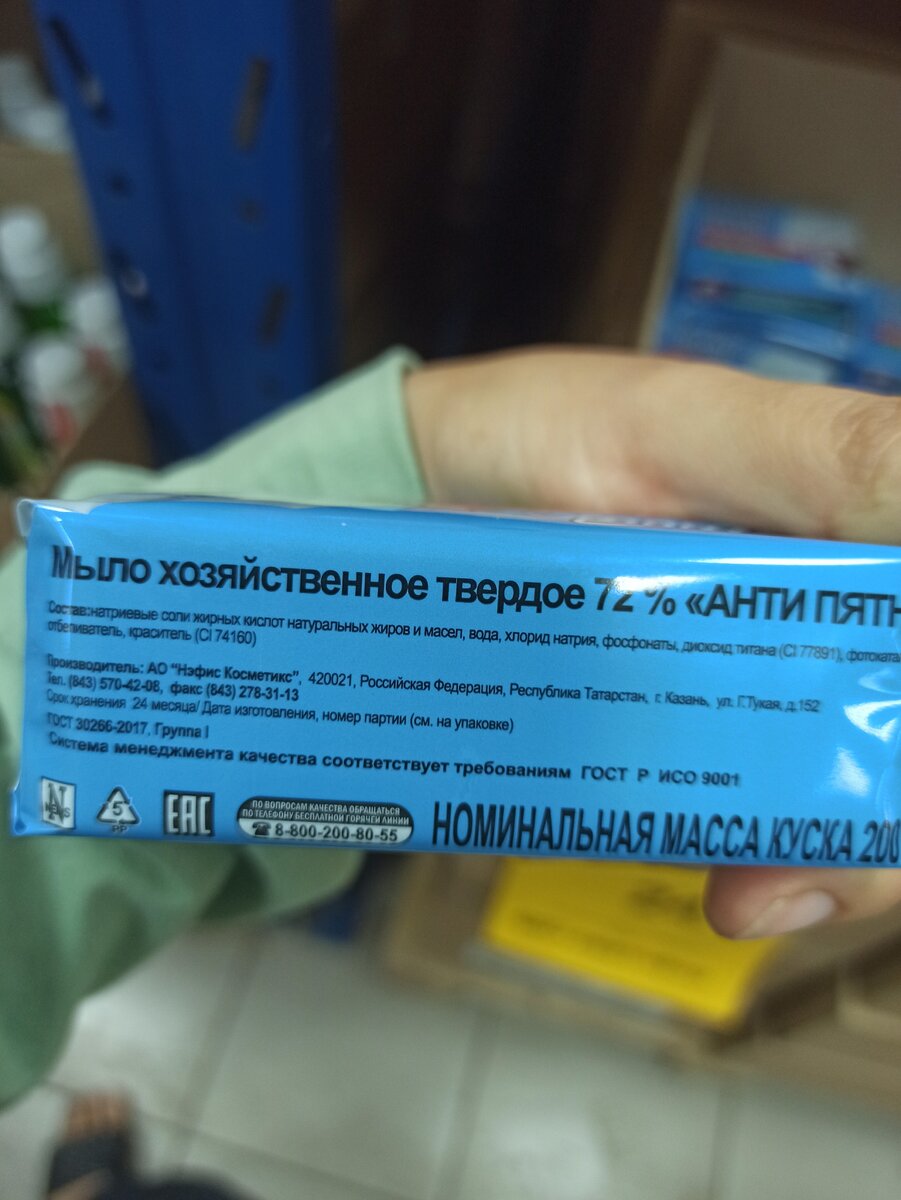 Мыло хозяйственное твердое 72 % «АНТИ ПЯТН
Состав:натриевые соли жирных кислот натуральных жиров и масел, вода, хлорид натрия, фосфонаты, диоксид титана (CI 77891), фотоката
отбеливатель, краситель (CI 74160)
Производитель: АО "Нэфис Косметикс", 420021, Российская Федерация, Республика Татарстан, г. Казань, ул. Г.Тукая, д.152
Тел. (843) 570-42-08, факс (843) 278-31-13
Срок хранения 24 месяца/ Дата изготовления, номер партии (см. на упаковке)
ГОСТ 30266-2017, Группа I
Система менеджмента качества соответствует требованиям ГОСТ Р ИСО 9001
5
PP
EAC
ПО ВОПРОСАМ КАЧЕСТВА ОБРАЩАТЬСЯ
ПО ТЕЛЕФОНУ БЕСПЛАТНОЙ ГОРЯЧЕЙ ЛИНИИ
8-800-200-80-55
НОМИНАЛЬНАЯ МАССА КУСКА 200